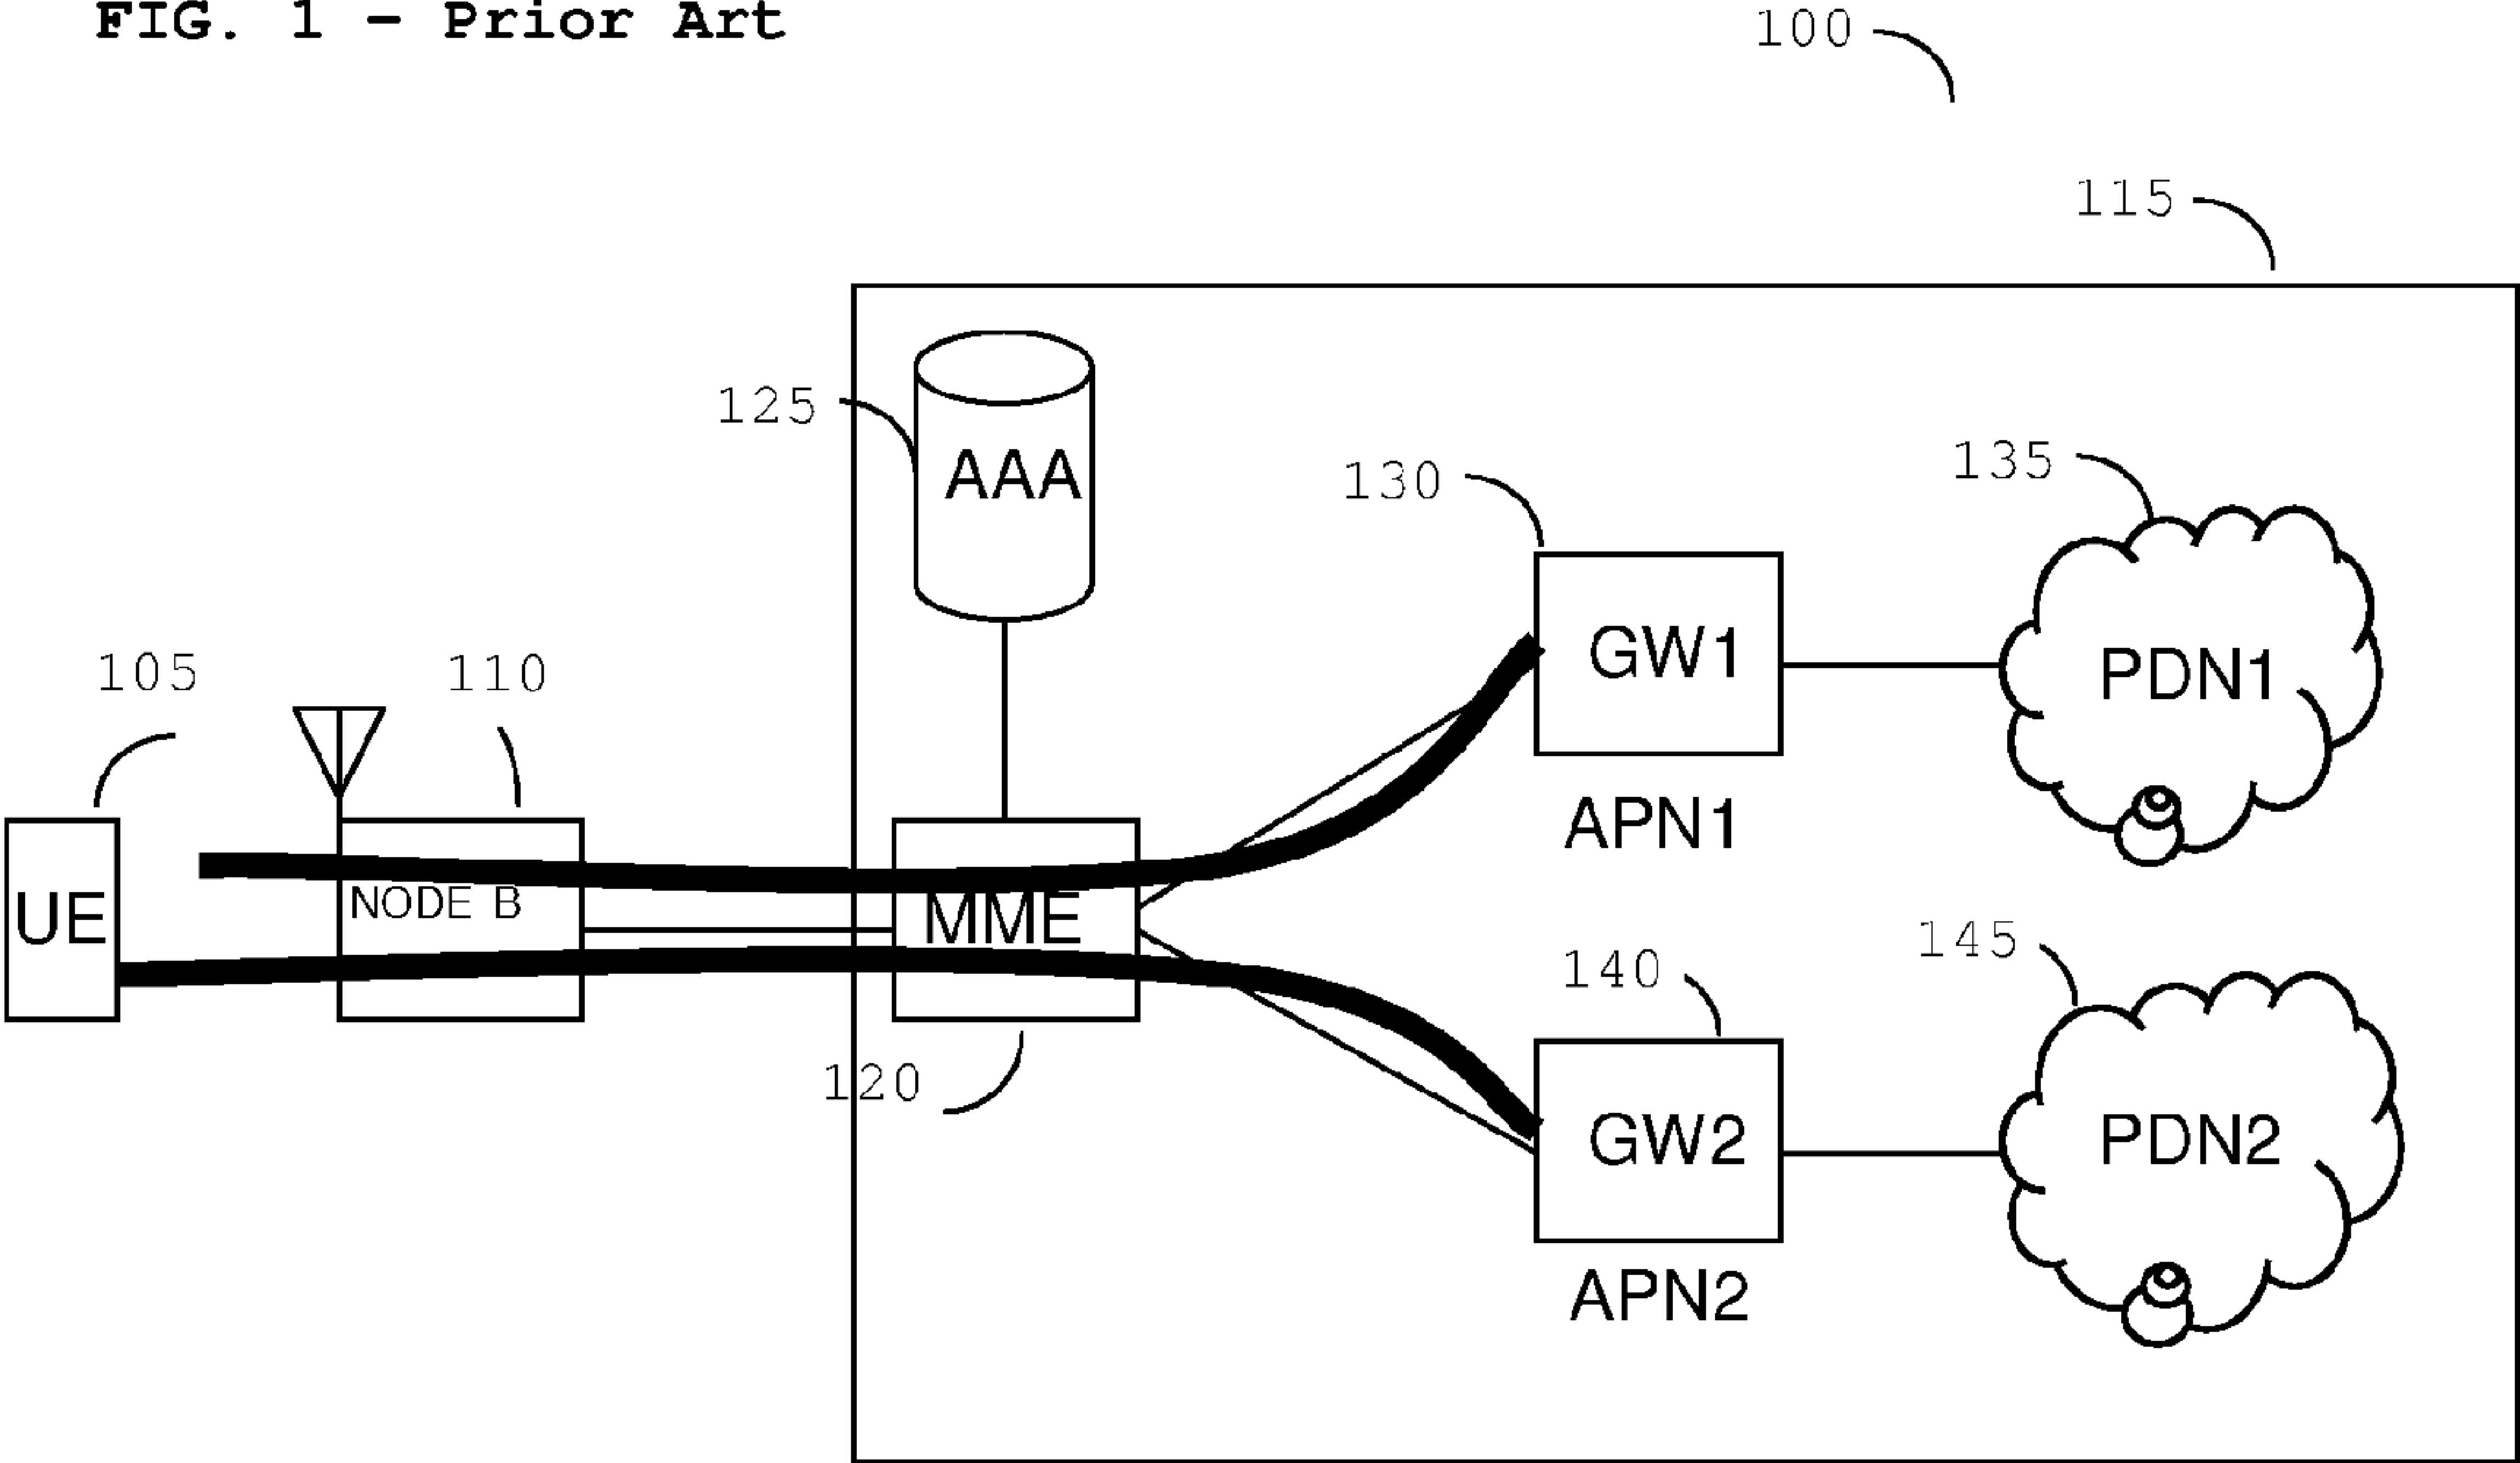 FIG. 1 - Prior Art
100
115
125
AAA
130
135
GW1
PDN1
105
110
APN1
UE
NODE B
MME
120
140
145
GW2
PDN2
APN2